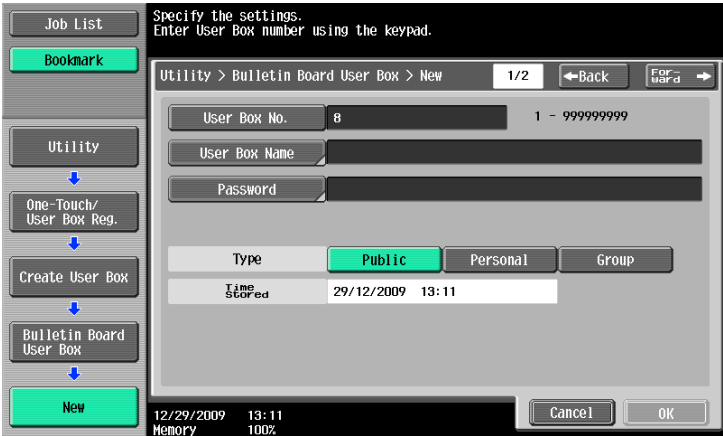 Job List
Bookmark
Specify the settings.
Enter User Box number using the keypad.
Utility > Bulletin Board User Box > New
1/2
←Back
For-
ward →
User Box No.
8
1 - 999999999
User Box Name
Password
Type
Public
Personal
Group
Time
Stored
29/12/2009 13:11
Utility
One-Touch/
User Box Reg.
Create User Box
Bulletin Board
User Box
New
Cancel
OK
12/29/2009 13:11
Memory 100%